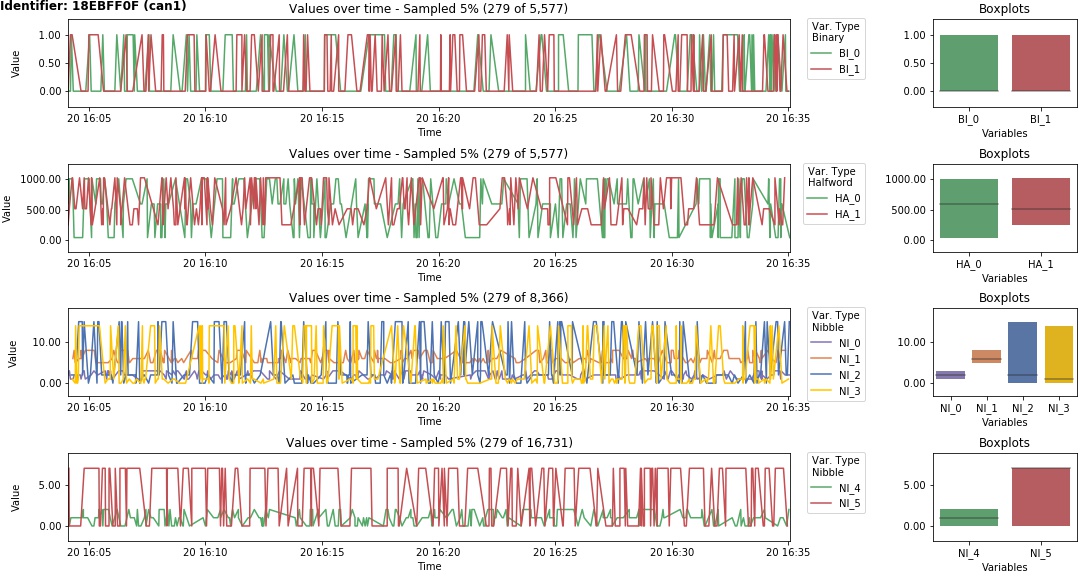 Identifier: 18EBFF0F (can1)
Values over time - Sampled 5% (279 of 5,577)
Boxplots
Value
1.00
0.50
0.00
20 16:05
20 16:10
20 16:15
20 16:20
20 16:25
20 16:30
20 16:35
Time
Var. Type
Binary
BI_0
BI_1
1.00
0.50
0.00
BI_0
BI_1
Variables
Values over time - Sampled 5% (279 of 5,577)
Boxplots
Value
1000.00
500.00
0.00
20 16:05
20 16:10
20 16:15
20 16:20
20 16:25
20 16:30
20 16:35
Time
Var. Type
Halfword
HA_0
HA_1
1000.00
500.00
0.00
HA_0
HA_1
Variables
Values over time - Sampled 5% (279 of 8,366)
Boxplots
Value
10.00
0.00
20 16:05
20 16:10
20 16:15
20 16:20
20 16:25
20 16:30
20 16:35
Time
Var. Type
Nibble
NI_0
NI_1
NI_2
NI_3
10.00
0.00
NI_0
NI_1
NI_2
NI_3
Variables
Values over time - Sampled 5% (279 of 16,731)
Boxplots
Value
5.00
0.00
20 16:05
20 16:10
20 16:15
20 16:20
20 16:25
20 16:30
20 16:35
Time
Var. Type
Nibble
NI_4
NI_5
5.00
0.00
NI_4
NI_5
Variables